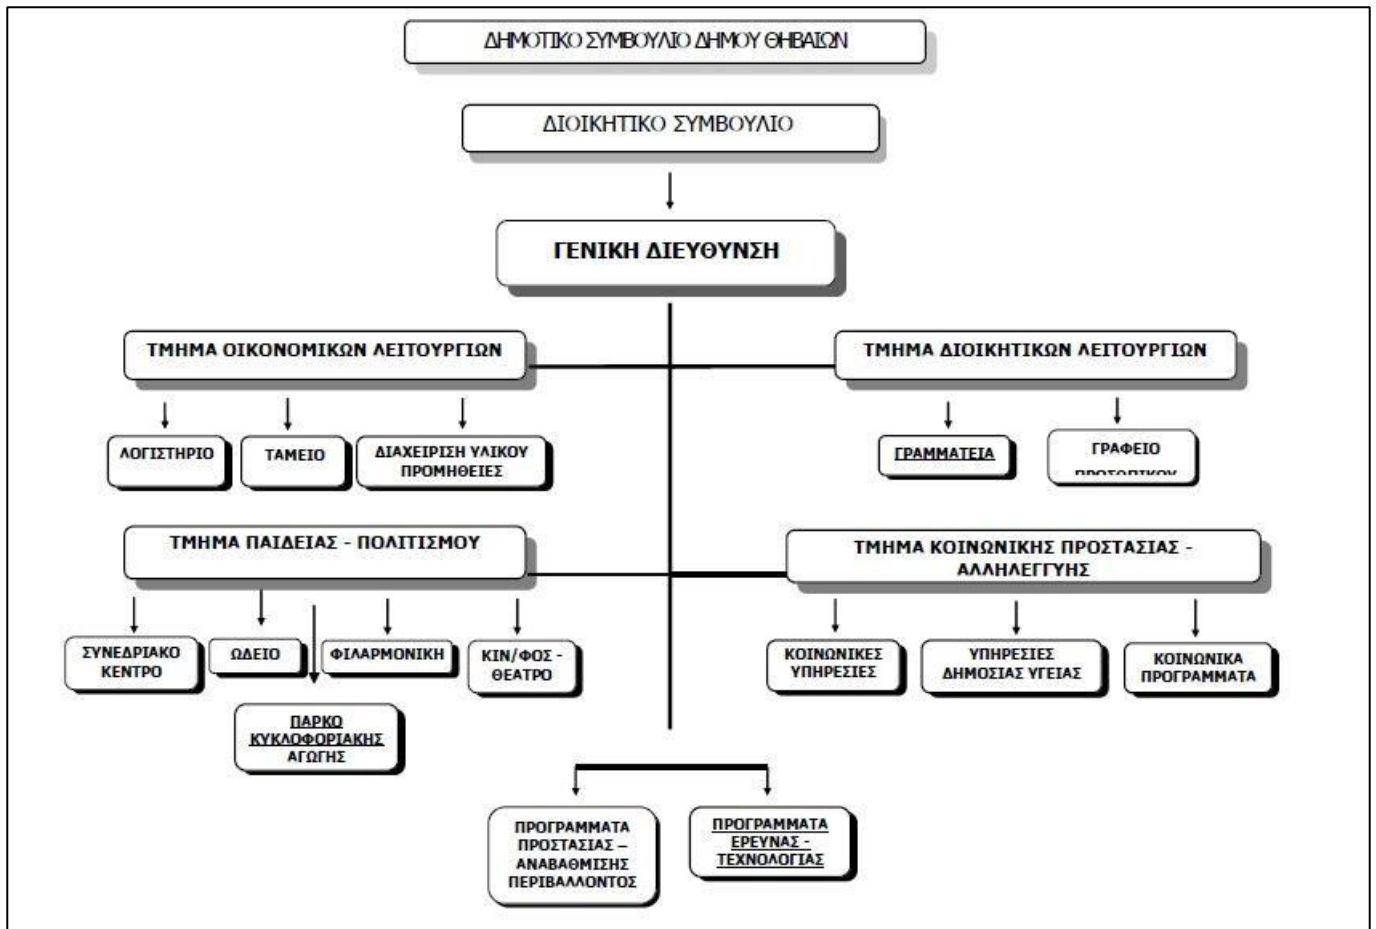 ΔΗΜΟΤΙΚΟ ΣΥΜΒΟΥΛΙΟ ΔΗΜΟΥ ΘΗΒΑΙΩΝ
ΔΙΟΙΚΗΤΙΚΟ ΣΥΜΒΟΥΛΙΟ
ΓΕΝΙΚΗ ΔΙΕΥΘΥΝΣΗ
ΤΜΗΜΑ ΟΙΚΟΝΟΜΙΚΩΝ ΛΕΙΤΟΥΡΓΙΩΝ
ΤΜΗΜΑ ΔΙΟΙΚΗΤΙΚΩΝ ΛΕΙΤΟΥΡΓΙΩΝ
ΛΟΓΙΣΤΗΡΙΟ
ΤΑΜΕΙΟ
ΔΙΑΧΕΙΡΙΣΗ ΥΛΙΚΟΥ
ΠΡΟΜΗΘΕΙΕΣ
ΓΡΑΜΜΑΤΕΙΑ
ΓΡΑΦΕΙΟ
ΠΡΟΣΩΠΙΚΟΥ
ΤΜΗΜΑ ΠΑΙΔΕΙΑΣ - ΠΟΛΙΤΙΣΜΟΥ
ΤΜΗΜΑ ΚΟΙΝΩΝΙΚΗΣ ΠΡΟΣΤΑΣΙΑΣ -
ΑΛΛΗΛΕΓΓΥΗΣ
ΣΥΝΕΔΡΙΑΚΟ
ΚΕΝΤΡΟ
ΩΔΕΙΟ
ΦΙΛΑΡΜΟΝΙΚΗ
ΚΙΝ/ΦΟΣ -
ΘΕΑΤΡΟ
ΚΟΙΝΩΝΙΚΕΣ
ΥΠΗΡΕΣΙΕΣ
ΥΠΗΡΕΣΙΕΣ
ΔΗΜΟΣΙΑΣ ΥΓΕΙΑΣ
ΚΟΙΝΩΝΙΚΑ
ΠΡΟΓΡΑΜΜΑΤΑ
ΠΑΡΚΟ
ΚΥΚΛΟΦΟΡΙΑΚΗΣ
ΑΓΩΓΗΣ
ΠΡΟΓΡΑΜΜΑΤΑ
ΠΡΟΣΤΑΣΙΑΣ –
ΑΝΑΒΑΘΜΙΣΗΣ
ΠΕΡΙΒΑΛΛΟΝΤΟΣ
ΠΡΟΓΡΑΜΜΑΤΑ
ΕΡΕΥΝΑΣ -
ΤΕΧΝΟΛΟΓΙΑΣ